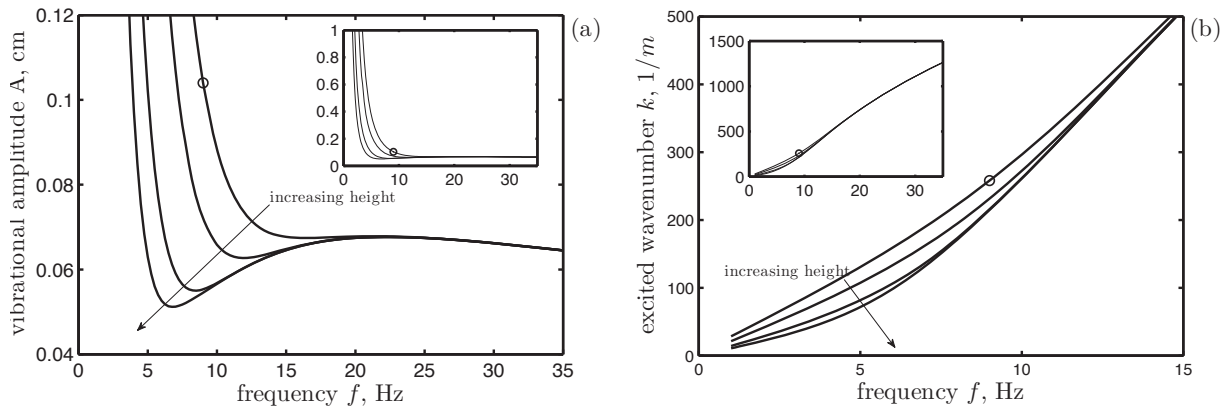 (a)
vibrational amplitude A, cm
0.12
0.1
0.08
0.06
0.04
0 5 10 15 20 25 30 35
frequency f, Hz
increasing height
1
0.8
0.6
0.4
0.2
0
0 10 20 30
(b)
excited wavenumber k, 1/m
500
400
300
200
100
0
0 5 10 15
frequency f, Hz
increasing height
1500
1000
500
0
0 10 20 30